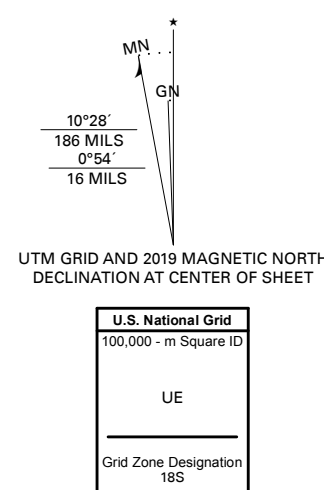 ★
MN
GN
10°28´
186 MILS
0°54´
16 MILS
UTM GRID AND 2019 MAGNETIC NORTH
DECLINATION AT CENTER OF SHEET
U.S. National Grid
100,000 - m Square ID
UE
Grid Zone Designation
18S